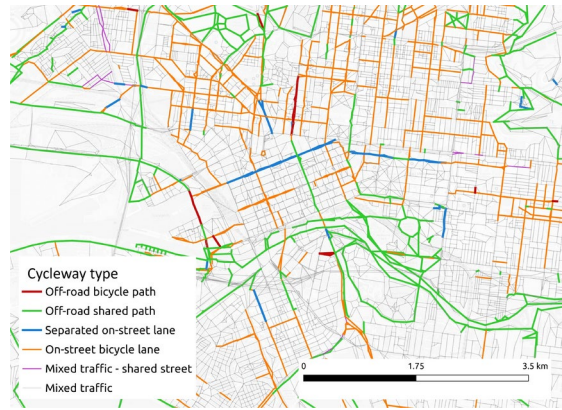 Cycleway type
Off-road bicycle path
Off-road shared path
Separated on-street lane
On-street bicycle lane
Mixed traffic - shared street
Mixed traffic
0 1.75 3.5 km